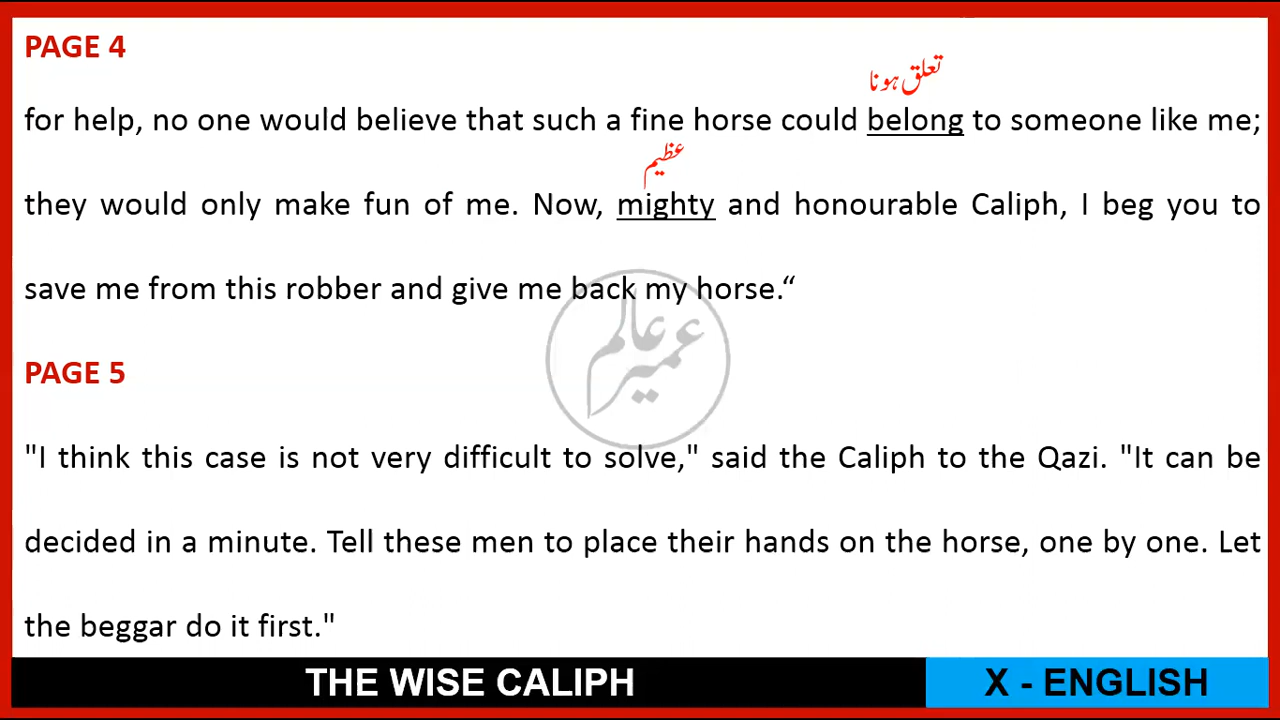 PAGE 4
تعلق ہونا
for help, no one would believe that such a fine horse could belong to someone like me;
عظیم
they would only make fun of me. Now, mighty and honourable Caliph, I beg you to
save me from this robber and give me back my horse.“
عمیر عالم
PAGE 5
"I think this case is not very difficult to solve," said the Caliph to the Qazi. "It can be
decided in a minute. Tell these men to place their hands on the horse, one by one. Let
the beggar do it first."
THE WISE CALIPH
X - ENGLISH